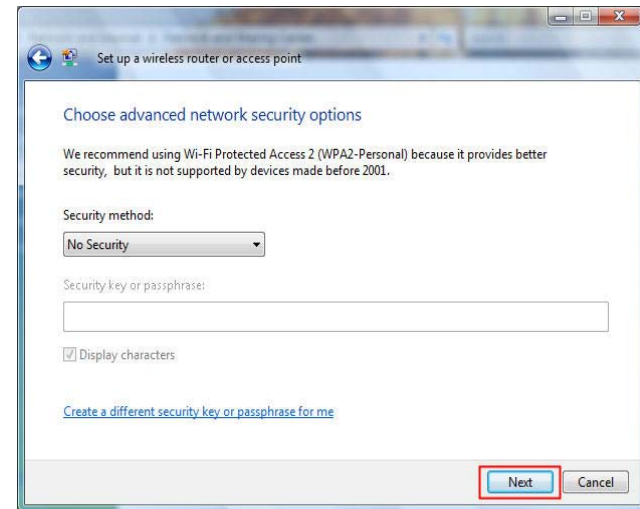 Set up a wireless router or access point
Choose advanced network security options
We recommend using Wi-Fi Protected Access 2 (WPA2-Personal) because it provides better
security, but it is not supported by devices made before 2001.
Security method:
No Security
Security key or passphrase:
Display characters
Create a different security key or passphrase for me
Next Cancel